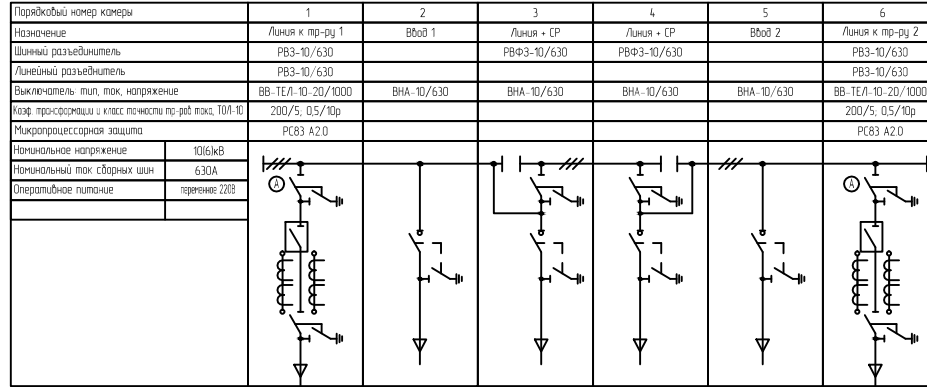 Порядковый номер камеры 1 2 3 4 5 6
Назначение Линия к тр-ру 1 Ввод 1 Линия + СР Линия + СР Ввод 2 Линия к тр-ру 2
Шинный разъединитель РВЗ-10/630 РВФЗ-10/630 РВФЗ-10/630 РВЗ-10/630
Линейный разъеднитель РВЗ-10/630 РВЗ-10/630
Выключатель: тип, ток, напряжение ВВ-ТЕЛ-10-20/1000 ВНА-10/630 ВНА-10/630 ВНА-10/630 ВНА-10/630 ВВ-ТЕЛ-10-20/1000
Коэф. трансформации и класс точности тр-ров тока, ТОЛ-10 200/5; 0,5/10р 200/5; 0,5/10р
Микропроцессорная защита РС83 А2.0 РС83 А2.0
Номинальное напряжение 10(6)кВ
Номинальный ток сборных шин 630А
Оперативное питание переменное 220В
А А